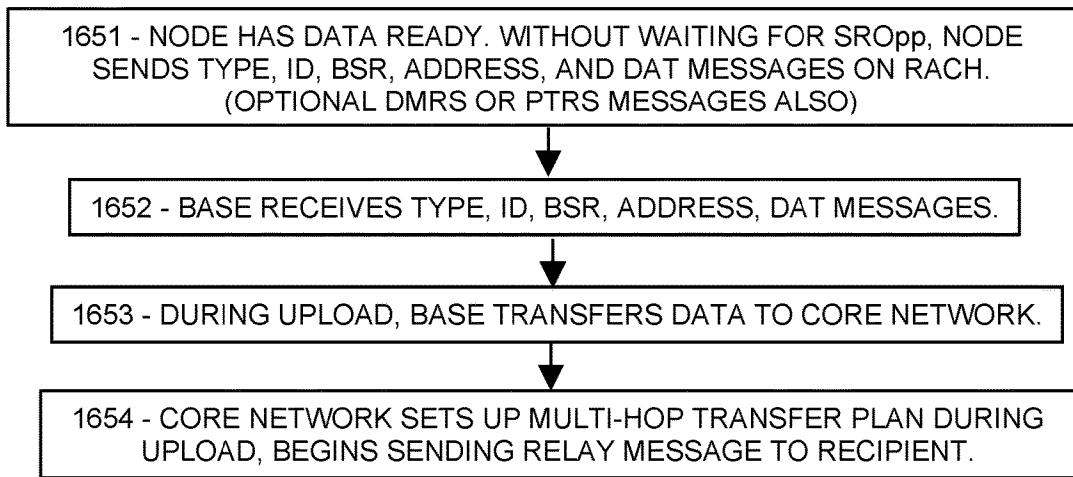 1651 - NODE HAS DATA READY. WITHOUT WAITING FOR SROpp, NODE
SENDS TYPE, ID, BSR, ADDRESS, AND DAT MESSAGES ON RACH.
(OPTIONAL DMRS OR PTRS MESSAGES ALSO)
1652 - BASE RECEIVES TYPE, ID, BSR, ADDRESS, DAT MESSAGES.
1653 - DURING UPLOAD, BASE TRANSFERS DATA TO CORE NETWORK.
1654 - CORE NETWORK SETS UP MULTI-HOP TRANSFER PLAN DURING
UPLOAD, BEGINS SENDING RELAY MESSAGE TO RECIPIENT.